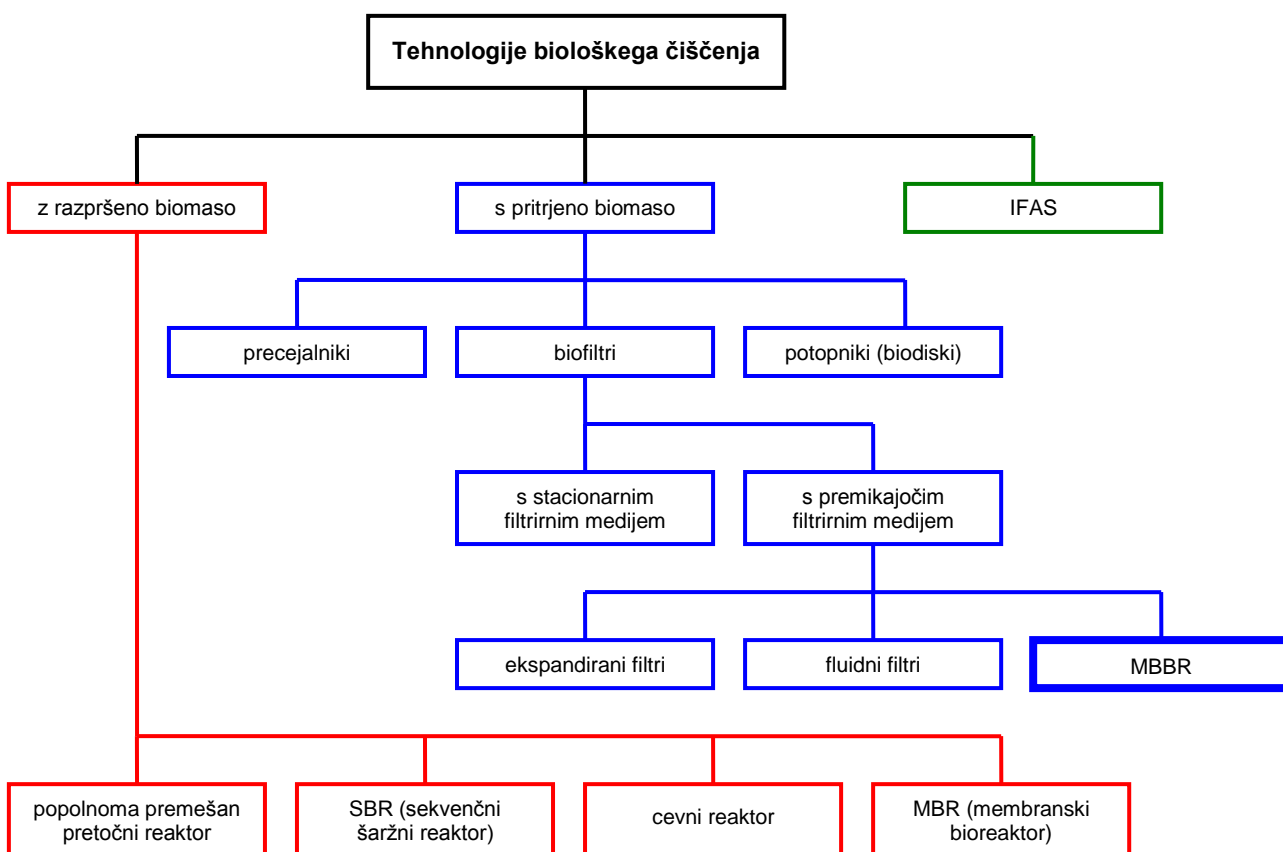 Tehnologije biološkega čiščenja
z razpršeno biomaso
s pritrjeno biomaso
IFAS
precejalniki
biofiltri
potopniki (biodiski)
s stacionarnim
filtrirnim medijem
s premikajočim
filtrirnim medijem
ekspandirani filtri
fluidni filtri
MBBR
popolnoma premešan
pretočni reaktor
SBR (sekvenčni
šaržni reaktor)
cevni reaktor
MBR (membranski
bioreaktor)